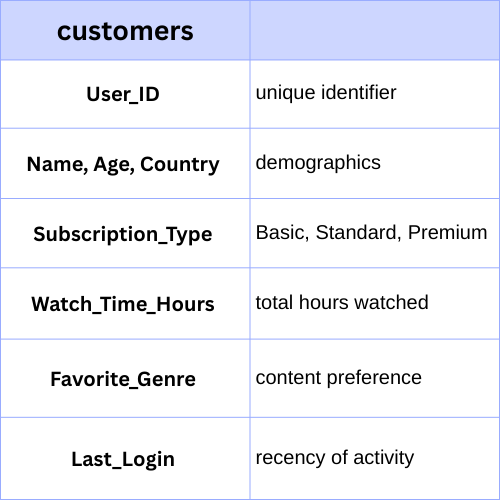 customers
User_ID
unique identifier
Name, Age, Country
demographics
Subscription_Type
Basic, Standard, Premium
Watch_Time_Hours
total hours watched
Favorite_Genre
content preference
Last_Login
recency of activity